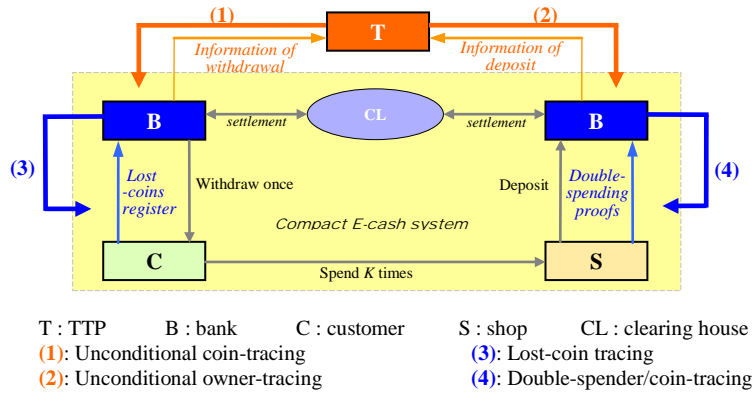 (1)
T
(2)
Information of
withdrawal
Information of
deposit
B
settlement
CL
settlement
B
(3)
Lost
-coins
register
Withdraw once
Deposit
Double-
spending
proofs
(4)
Compact E-cash system
C
Spend K times
S
T : TTP B : bank C : customer S : shop CL : clearing house
(1): Unconditional coin-tracing (3): Lost-coin tracing
(2): Unconditional owner-tracing (4): Double-spender/coin-tracing